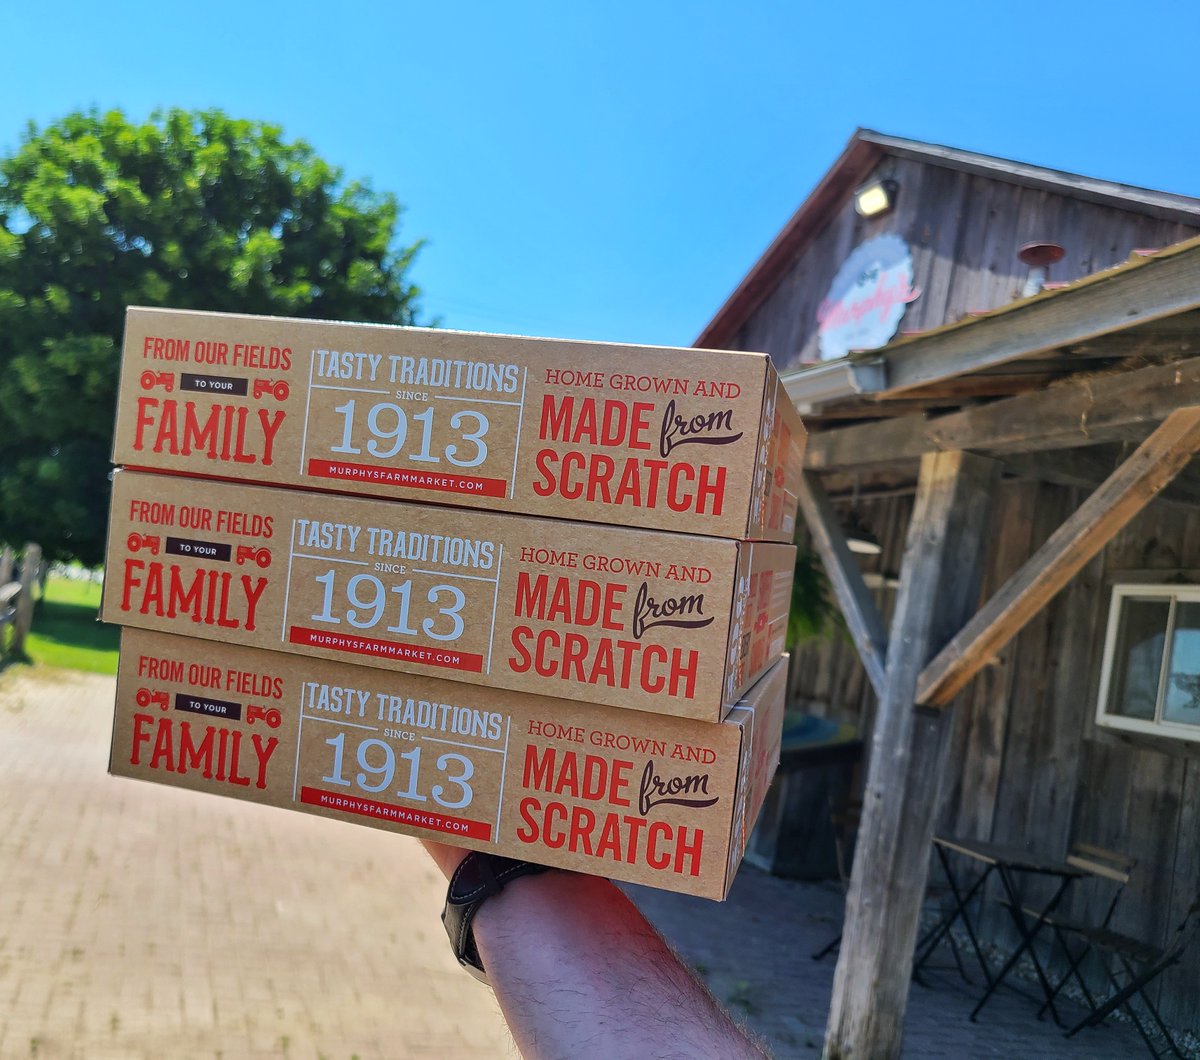 FROM OUR FIELDS
TO YOUR
FAMILY
TASTY TRADITIONS
SINCE
1913
MURPHYSFARMMARKET.COM
HOME GROWN AND
MADE from
SCRATCH
FROM OUR FIELDS
TO YOUR
FAMILY
TASTY TRADITIONS
SINCE
1913
MURPHYSFARMMARKET.COM
HOME GROWN AND
MADE from
SCRATCH
FROM OUR FIELDS
TO YOUR
FAMILY
TASTY TRADITIONS
SINCE
1913
MURPHYSFARMMARKET.COM
HOME GROWN AND
MADE from
SCRATCH
Murphy's